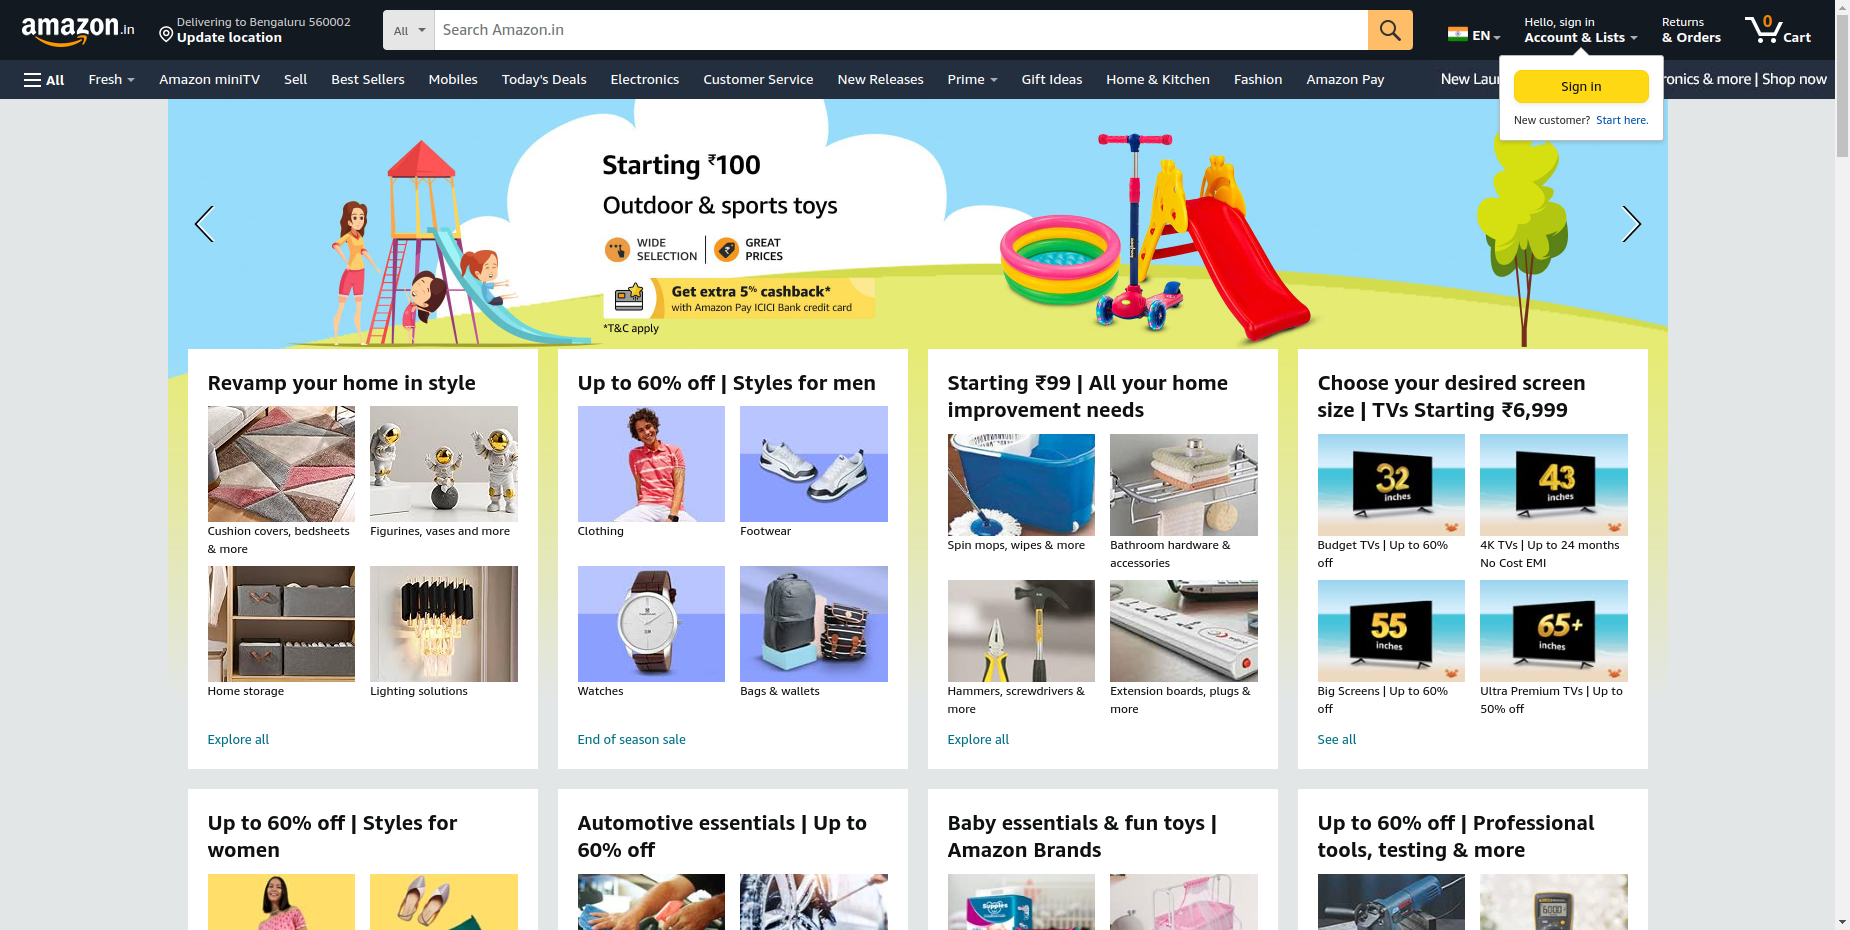 amazon.in
Delivering to Bengaluru 560002
Update location
All
Search Amazon.in
EN
Hello, sign in
Account & Lists
Returns
& Orders
0
Cart
All
Fresh
Amazon miniTV
Sell
Best Sellers
Mobiles
Today's Deals
Electronics
Customer Service
New Releases
Prime
Gift Ideas
Home & Kitchen
Fashion
Amazon Pay
New Lau
ronics & more | Shop now
Sign in
New customer? Start here.
Starting ₹100
Outdoor & sports toys
WIDE
SELECTION
GREAT
PRICES
Get extra 5% cashback*
with Amazon Pay ICICI Bank credit card
*T&C apply
Revamp your home in style
Cushion covers, bedsheets
& more
Figurines, vases and more
Home storage
Lighting solutions
Explore all
Up to 60% off | Styles for men
Clothing
Footwear
Watches
Bags & wallets
End of season sale
Starting ₹99 | All your home
improvement needs
Spin mops, wipes & more
Bathroom hardware &
accessories
Hammers, screwdrivers &
more
Extension boards, plugs &
more
Explore all
Choose your desired screen
size | TVs Starting ₹6,999
32
inches
43
inches
Budget TVs | Up to 60%
off
4K TVs | Up to 24 months
No Cost EMI
55
inches
65+
inches
Big Screens | Up to 60%
off
Ultra Premium TVs | Up to
50% off
See all
Up to 60% off | Styles for
women
Automotive essentials | Up to
60% off
Baby essentials & fun toys |
Amazon Brands
Supples
Up to 60% off | Professional
tools, testing & more
6000